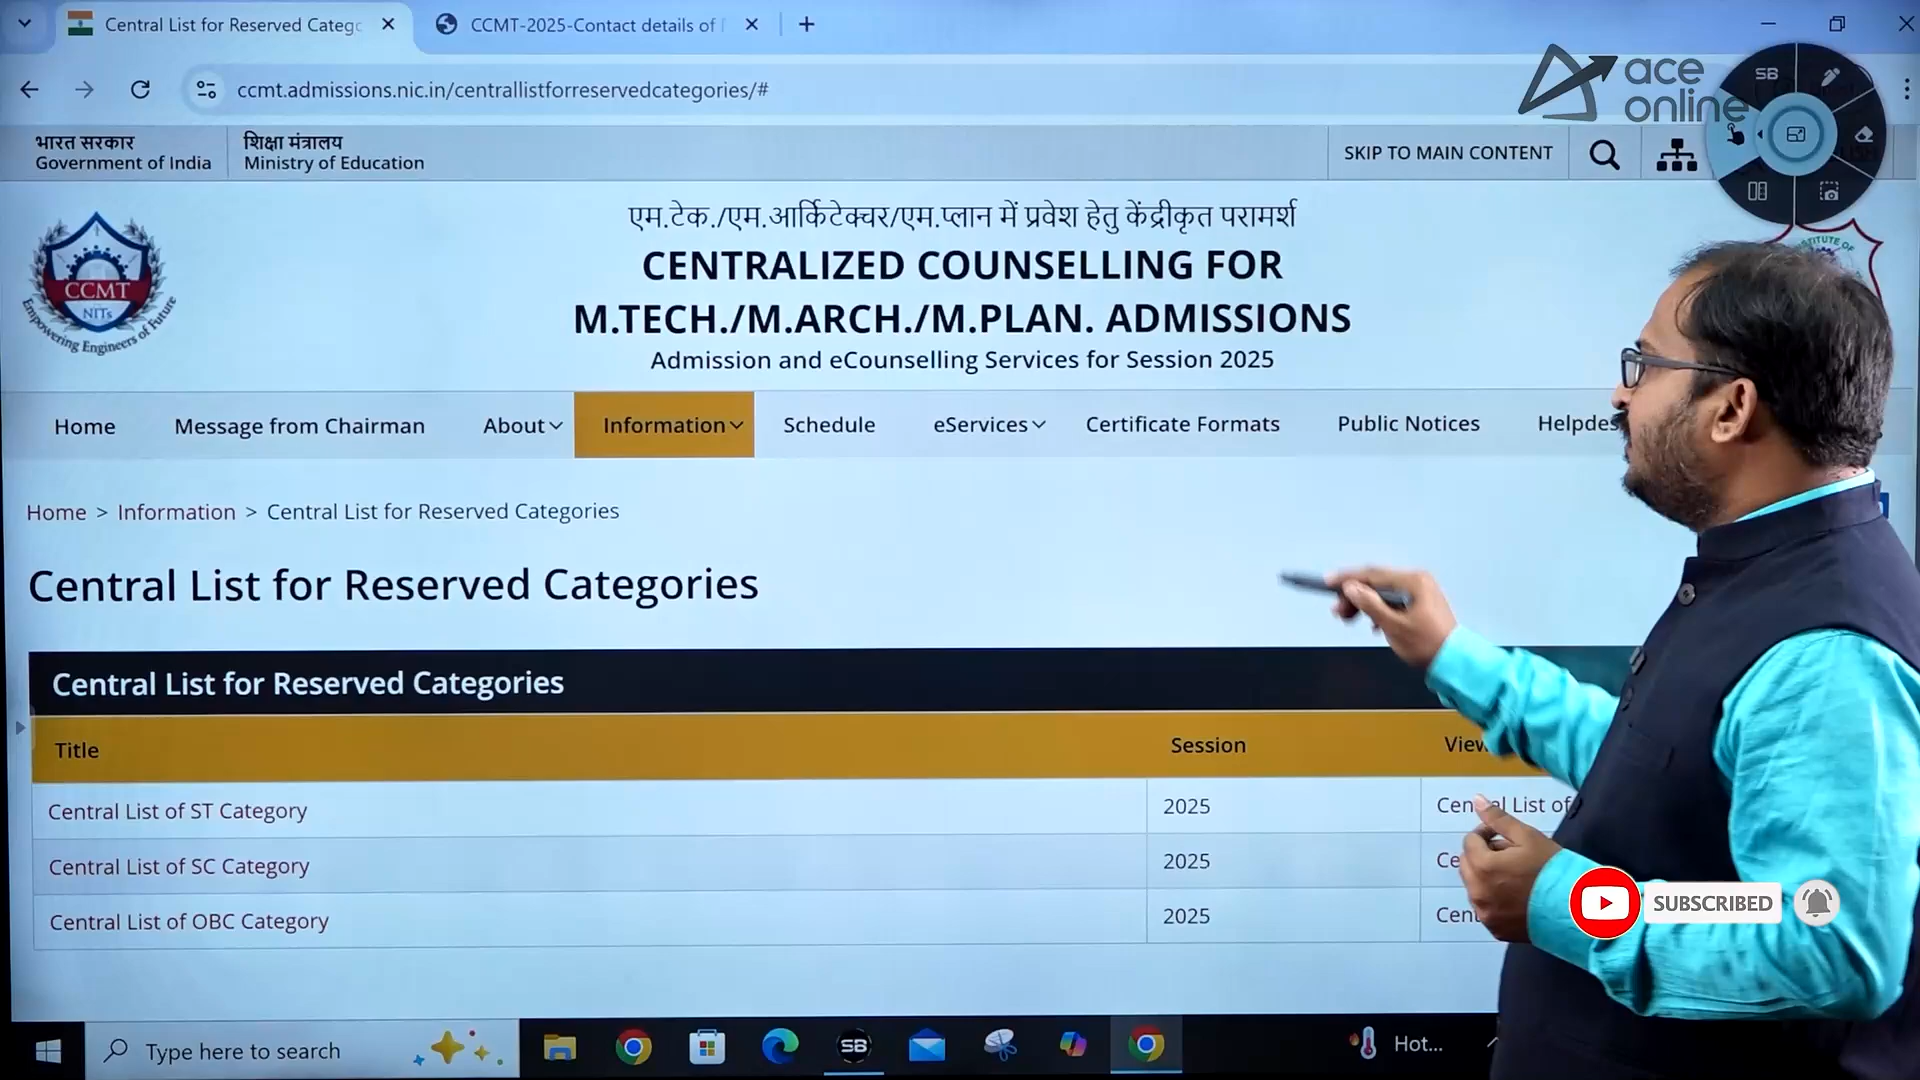 Central List for Reserved Catego
CCMT-2025-Contact details of
ccmt.admissions.nic.in/centrallistforreservedcategories/#
ace
online
SB
भारत सरकार
Government of India
शिक्षा मंत्रालय
Ministry of Education
SKIP TO MAIN CONTENT
CCMT
NITs
Empowering Engineers of Future
एम.टेक./एम.आर्किटेक्चर/एम.प्लान में प्रवेश हेतु केंद्रीकृत परामर्श
CENTRALIZED COUNSELLING FOR
M.TECH./M.ARCH./M.PLAN. ADMISSIONS
Admission and eCounselling Services for Session 2025
Home Message from Chairman About Information Schedule eServices Certificate Formats Public Notices Helpdes
Home > Information > Central List for Reserved Categories
Central List for Reserved Categories
Central List for Reserved Categories
Title Session View
Central List of ST Category 2025 Central List of
Central List of SC Category 2025 Ce
Central List of OBC Category 2025 Cent
SUBSCRIBED
Type here to search
SB
Hot...